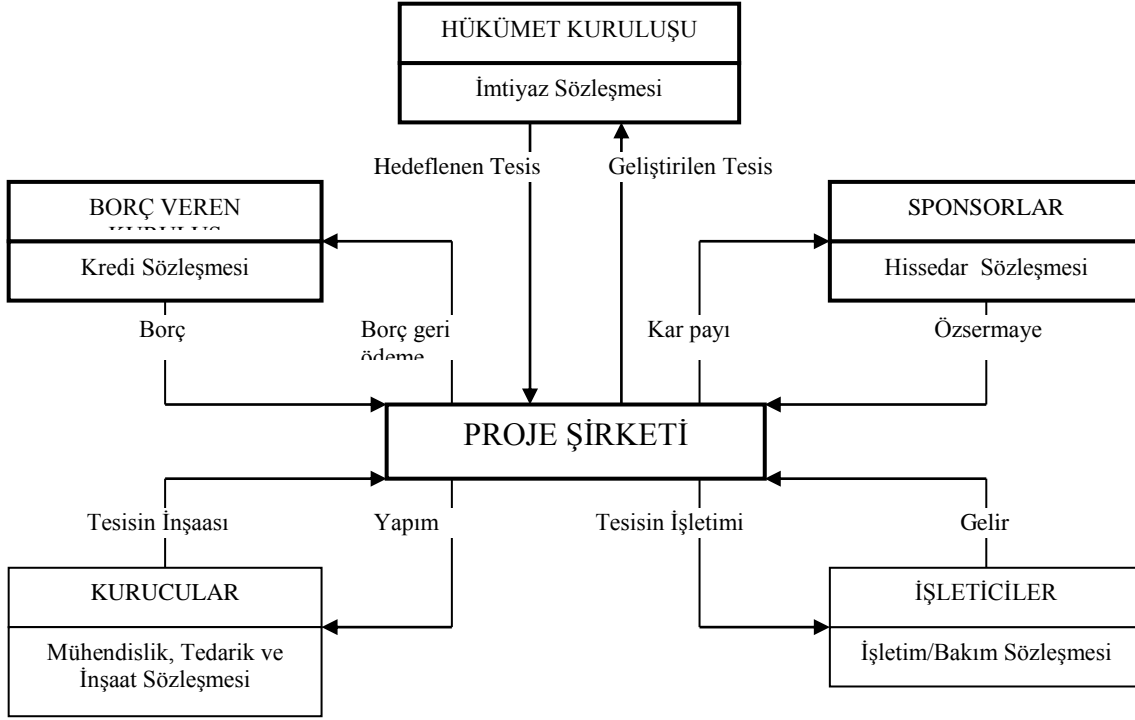 HÜKÜMET KURULUŞU
İmtiyaz Sözleşmesi
Hedeflenen Tesis
Geliştirilen Tesis
BORÇ VEREN
Kredi Sözleşmesi
SPONSORLAR
Hissedar Sözleşmesi
Borç
Borç geri
ödeme
Kar payı
Özsermaye
PROJE ŞİRKETİ
Tesisin İnşaası
Yapım
Tesisin İşletimi
Gelir
KURUCULAR
Mühendislik, Tedarik ve
İnşaat Sözleşmesi
İŞLETİCİLER
İşletim/Bakım Sözleşmesi